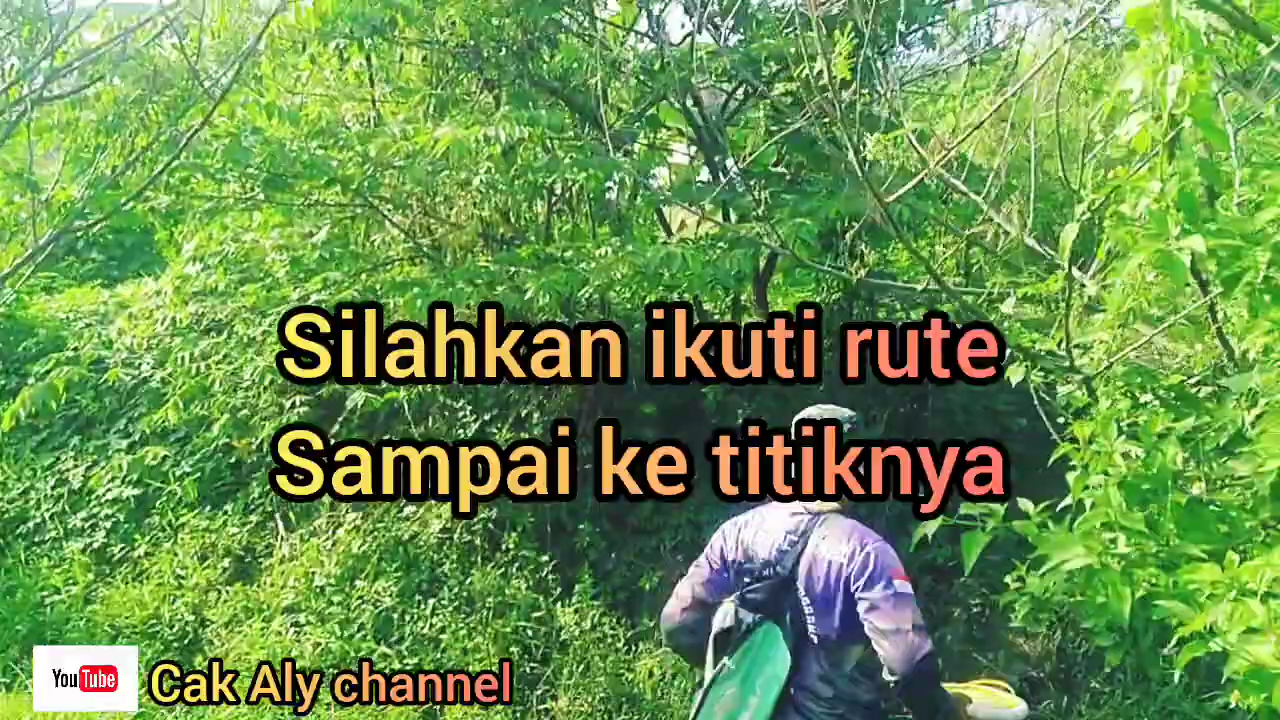 Silahkan ikuti rute
Sampai ke titiknya
YouTube
Cak Aly channel